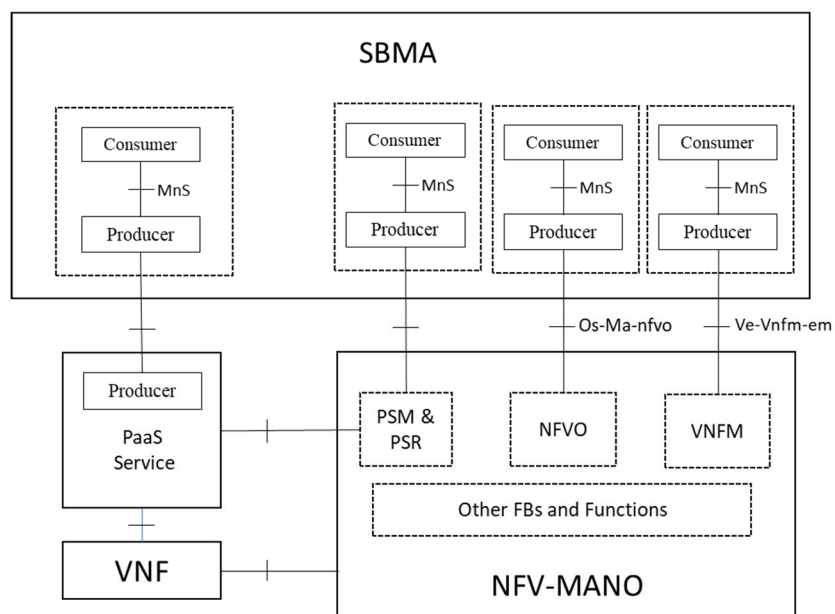 SBMA
Consumer
Consumer
Consumer
Consumer
MnS
MnS
MnS
MnS
Producer
Producer
Producer
Producer
Os-Ma-nfvo
Ve-Vnfm-em
Producer
PaaS
Service
PSM &
PSR
NFVO
VNFM
Other FBs and Functions
VNF
NFV-MANO